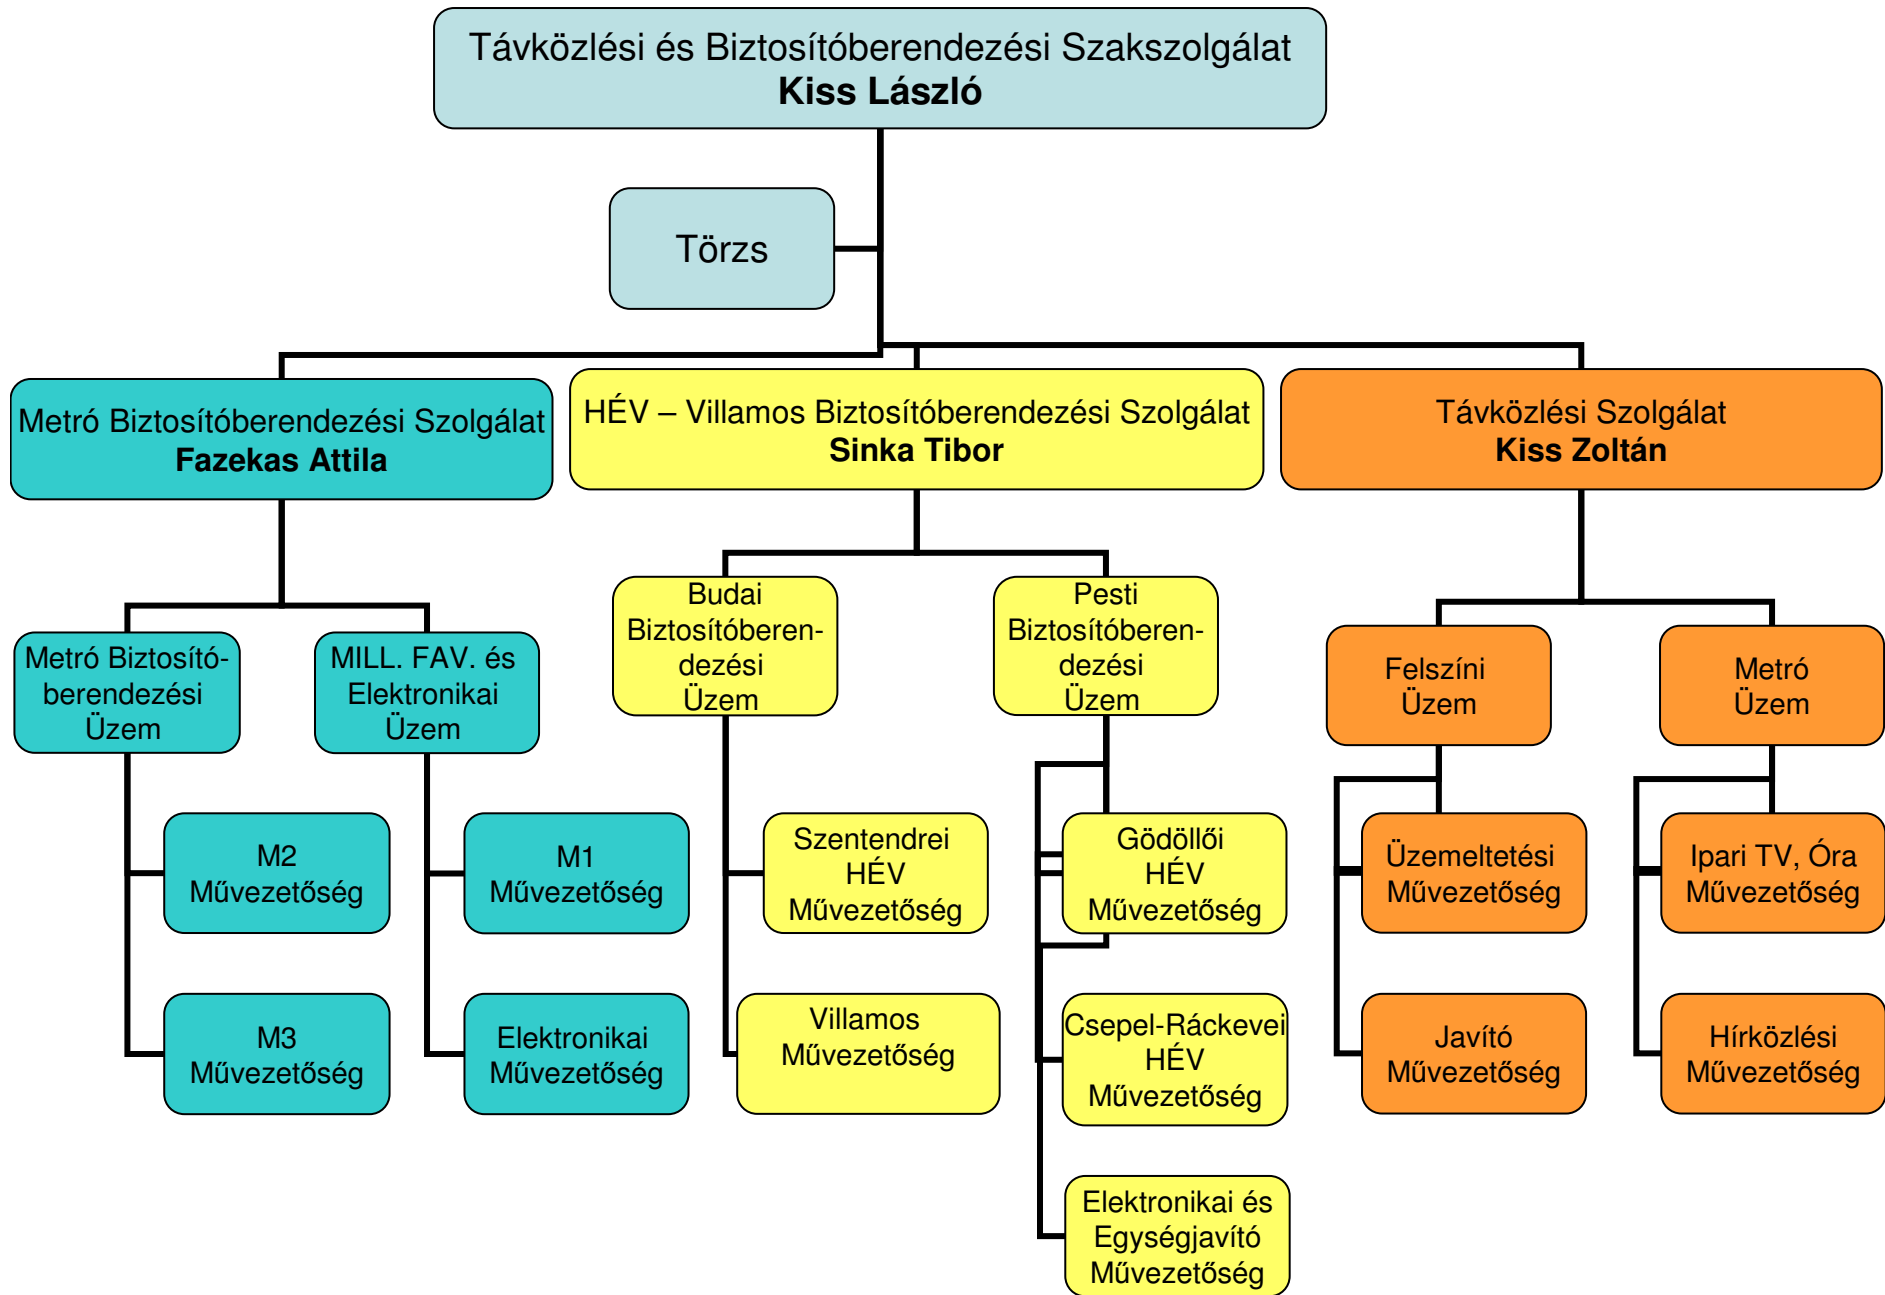 Távközlési és Biztosítóberendezési Szakszolgálat
Kiss László
Törzs
Metró Biztosítóberendezési Szolgálat
Fazekas Attila
HÉV – Villamos Biztosítóberendezési Szolgálat
Sinka Tibor
Távközlési Szolgálat
Kiss Zoltán
Metró Biztosító-
berendezési
Üzem
MILL. FAV. és
Elektronikai
Üzem
Budai
Biztosítóberen-
dezési
Üzem
Pesti
Biztosítóberen-
dezési
Üzem
Felszíni
Üzem
Metró
Üzem
M2
Művezetőség
M1
Művezetőség
Szentendrei
HÉV
Művezetőség
Gödöllői
HÉV
Művezetőség
Üzemeltetési
Művezetőség
Ipari TV, Óra
Művezetőség
M3
Művezetőség
Elektronikai
Művezetőség
Villamos
Művezetőség
Csepel-Ráckevei
HÉV
Művezetőség
Javító
Művezetőség
Hírközlési
Művezetőség
Elektronikai és
Egységjavító
Művezetőség